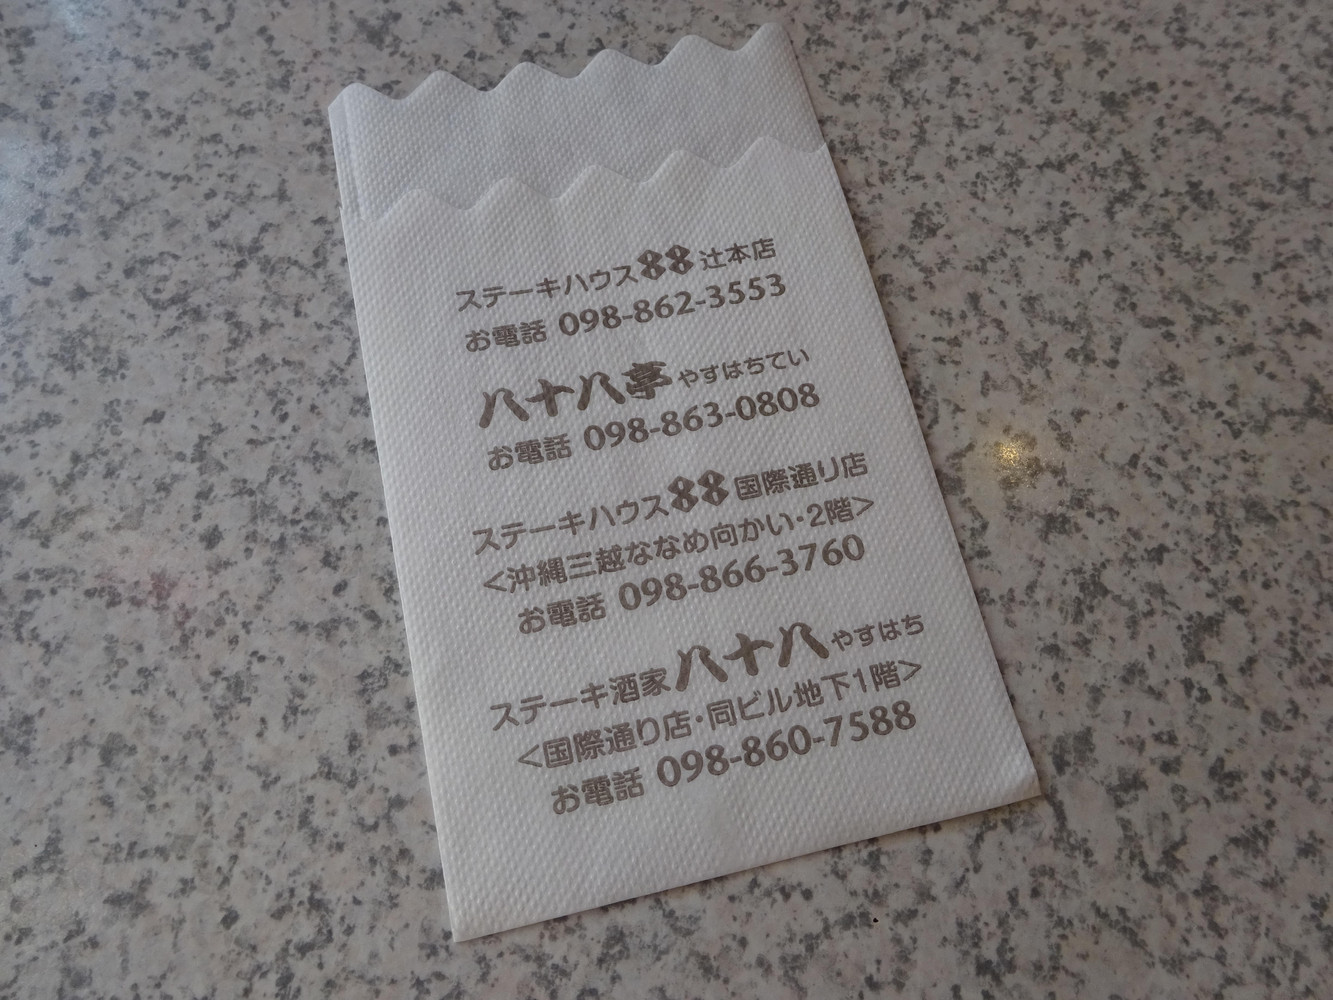 ステーキハウス88 辻本店
お電話 098-862-3553
八十八亭 やすはちてい
お電話 098-863-0808
ステーキハウス88 国際通り店
<沖縄三越ななめ向かい・2階>
お電話 098-866-3760
ステーキ酒家 八十八 やすはち
<国際通り店・同ビル地下1階>
お電話 098-860-7588